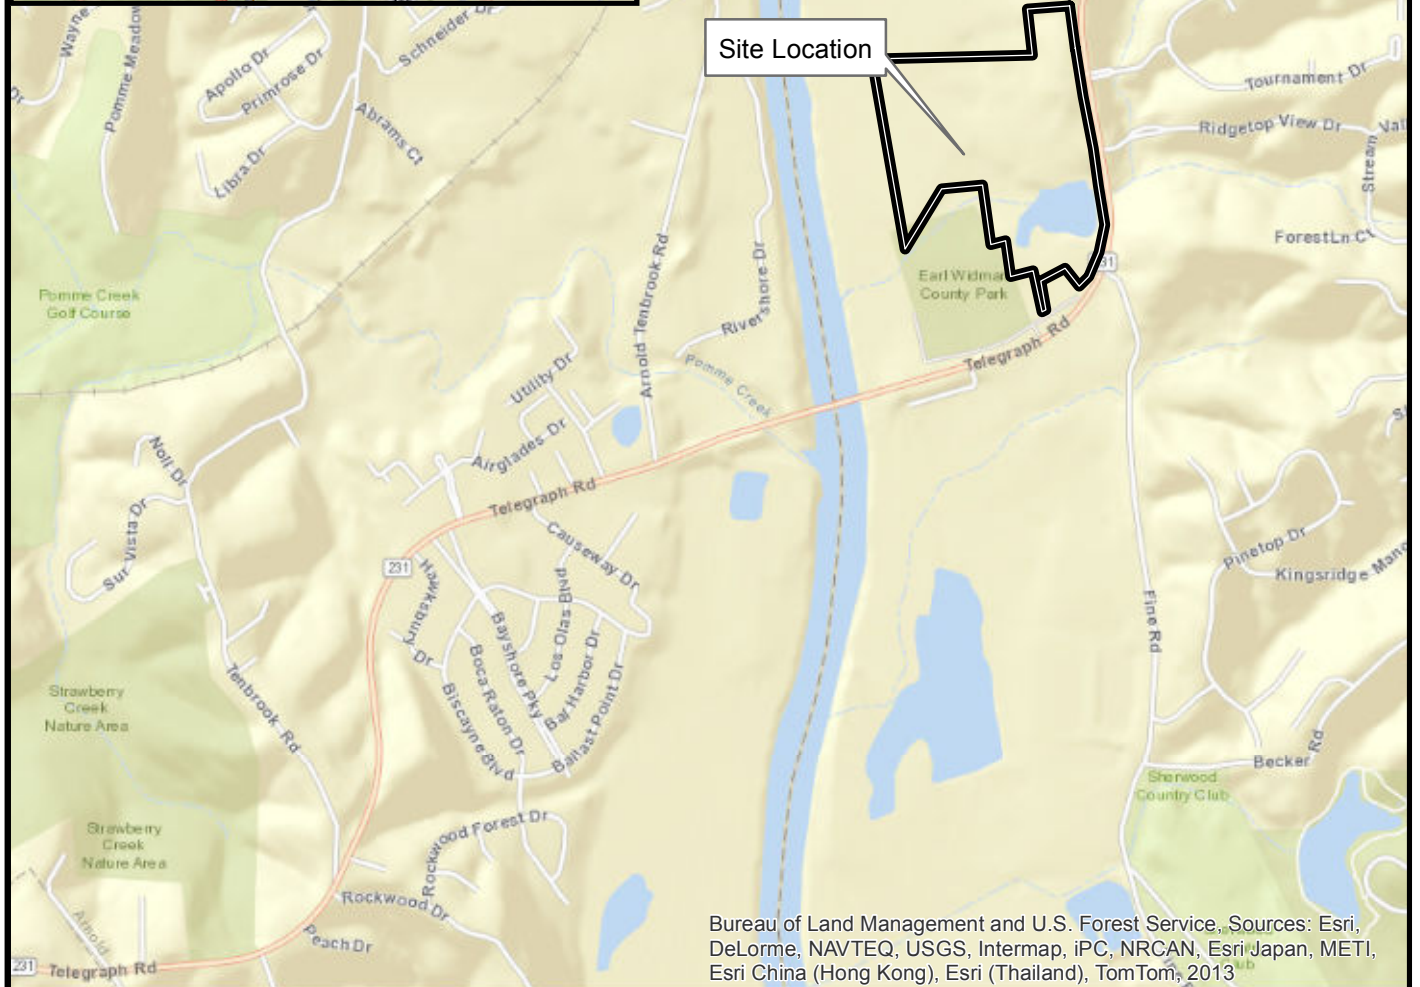 Wayne
Pomme Meadow
Dr
Apollo Dr
Primrose Dr
Libra Dr
Schneider Dr
Abrams Ct
Site Location
Tournament Dr
Ridgetop View Dr
Stream Val
Forest Ln Ct
Pomme Creek
Golf Course
Arnold Tenbrook Rd
Rivershore Dr
Earl Widman
County Park
231
Telegraph Rd
Pomme Creek
Utility Dr
Airglades Dr
Telegraph Rd
Noll Dr
Sur Vista Dr
Causeway Dr
231
Hawksbury Dr
Los Olas Blvd
Bayshore Pky
Boca Raton Dr
Bar Harbor Dr
Biscayne Blvd
Ballast Point Dr
Pinetop Dr
Kingsridge Mano
Fine Rd
Tenbrook Rd
Strawberry
Creek
Nature Area
Becker Rd
Sherwood
Country Club
Strawberry
Creek
Nature Area
Rockwood Forest Dr
Rockwood Dr
Peach Dr
Arnold
231
Telegraph Rd
Bureau of Land Management and U.S. Forest Service, Sources: Esri,
DeLorme, NAVTEQ, USGS, Intermap, iPC, NRCAN, Esri Japan, METI,
Esri China (Hong Kong), Esri (Thailand), TomTom, 2013